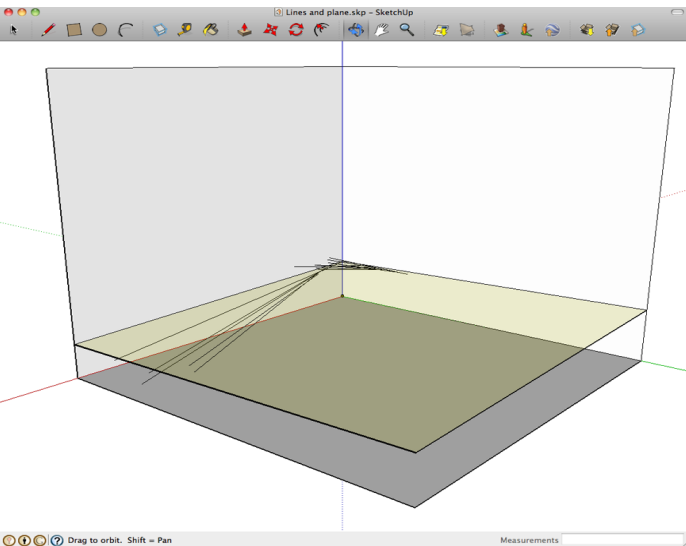 Lines and plane.skp – SketchUp
Drag to orbit. Shift = Pan
Measurements